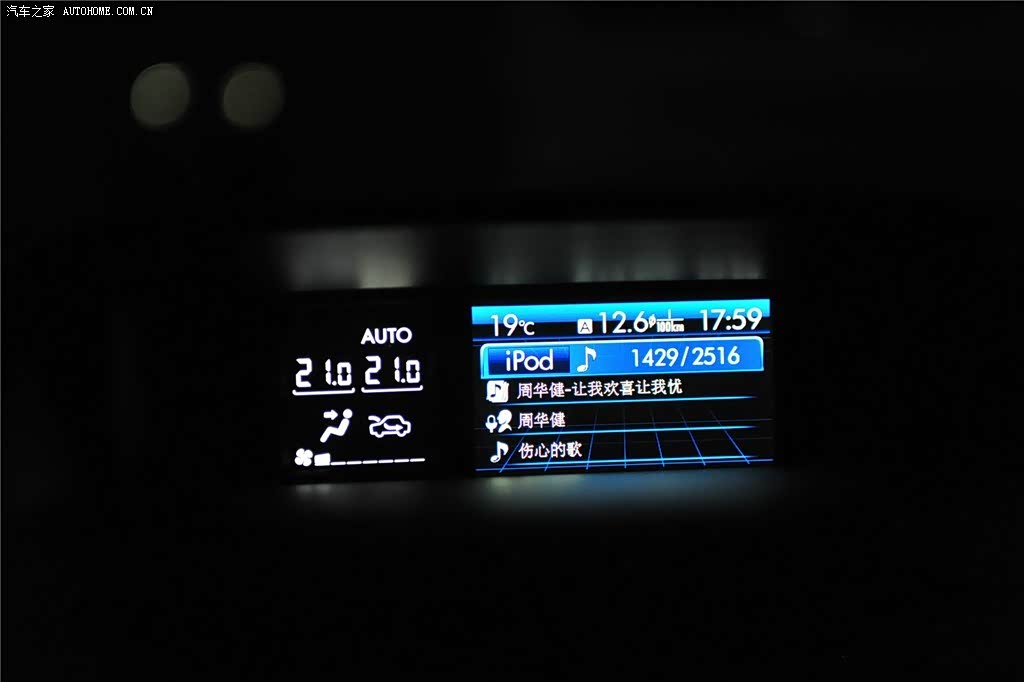 汽车之家 AUTOHOME.COM.CN
AUTO
21.0 21.0
19℃ A 12.6 L/100km 17:59
iPod 1429/2516
周华健-让我欢喜让我忧
周华健
伤心的歌